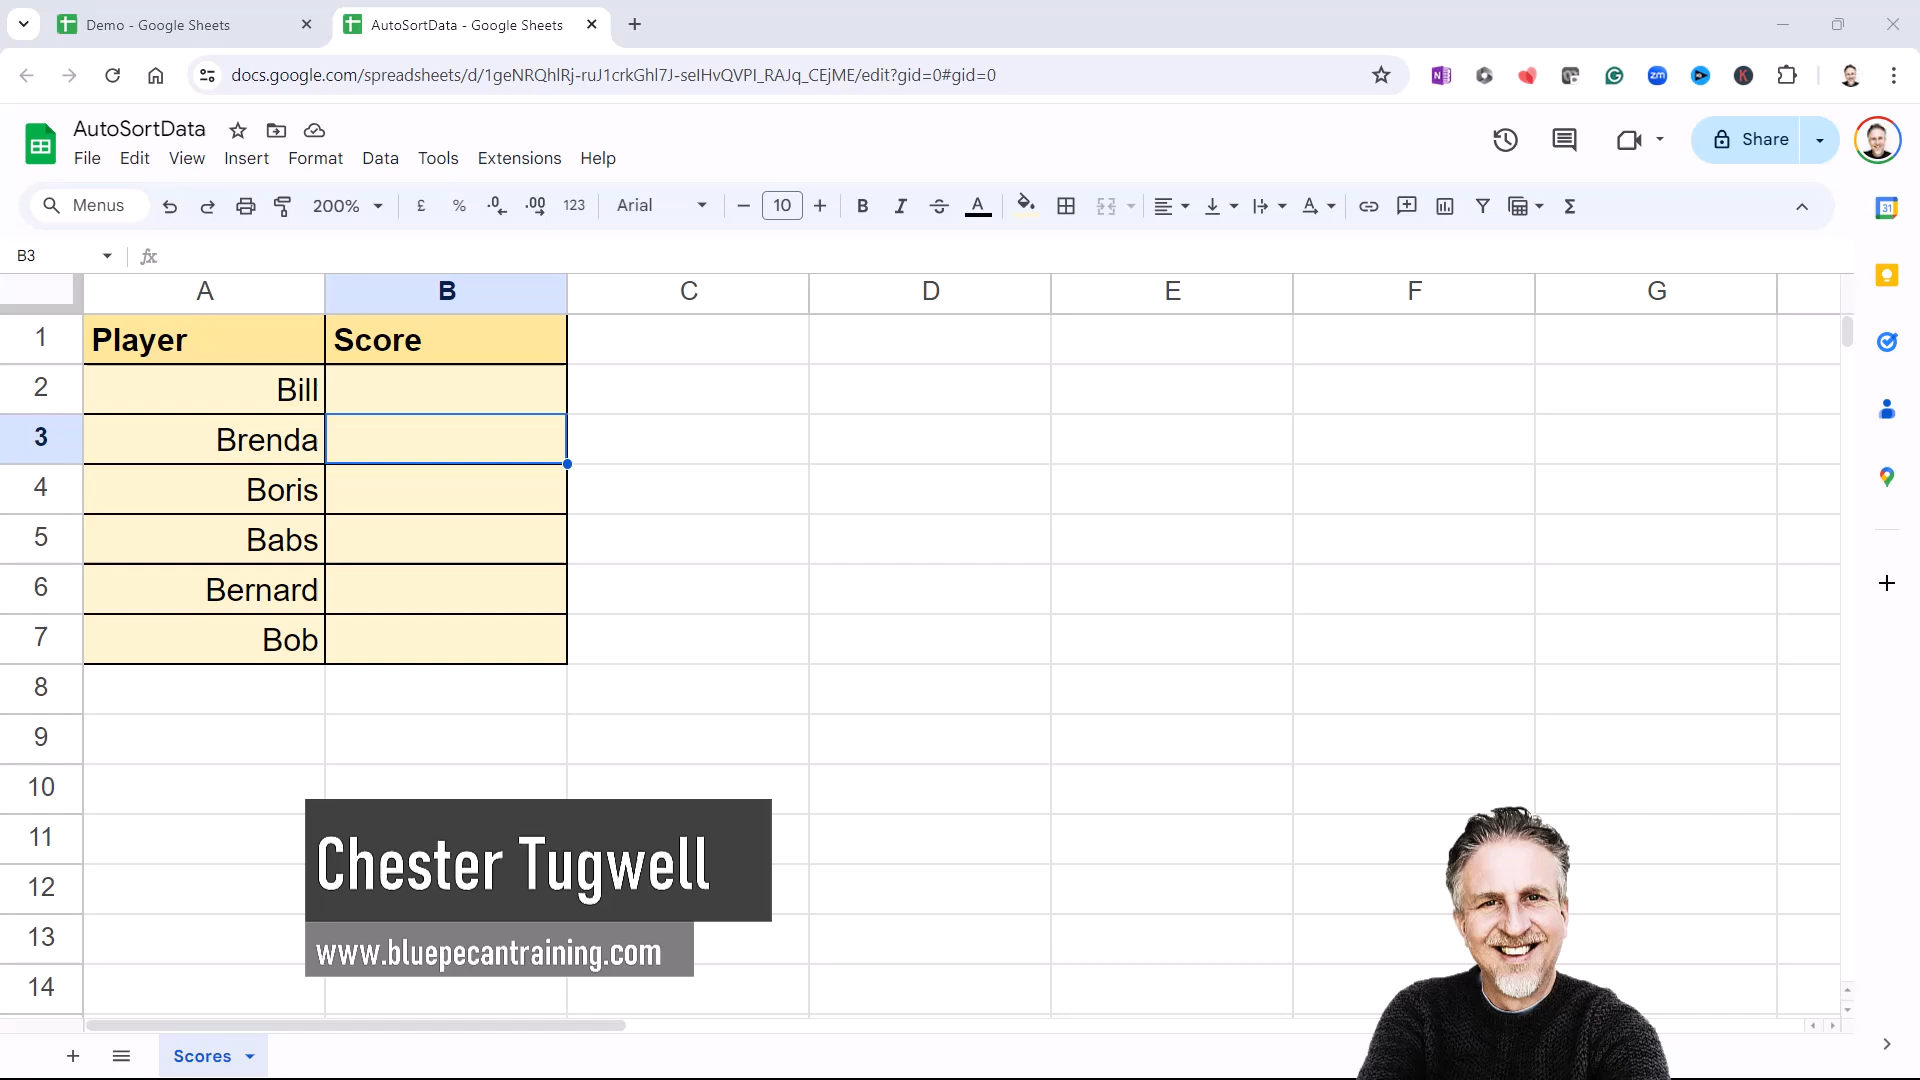 Demo - Google Sheets
AutoSortData - Google Sheets
docs.google.com/spreadsheets/d/1geNRQhlRj-ruJ1crkGhl7J-seIHvQVPI_RAJq_CEjME/edit?gid=0#gid=0
AutoSortData
File Edit View Insert Format Data Tools Extensions Help
Share
Menus 200% £ % .0 .00 123 Arial 10 B I A
B3 fx
A B C D E F G
1 Player Score
2 Bill
3 Brenda
4 Boris
5 Babs
6 Bernard
7 Bob
8
9
10
11
12
13
14
Chester Tugwell
www.bluepecantraining.com
Scores
31
zm
N
K